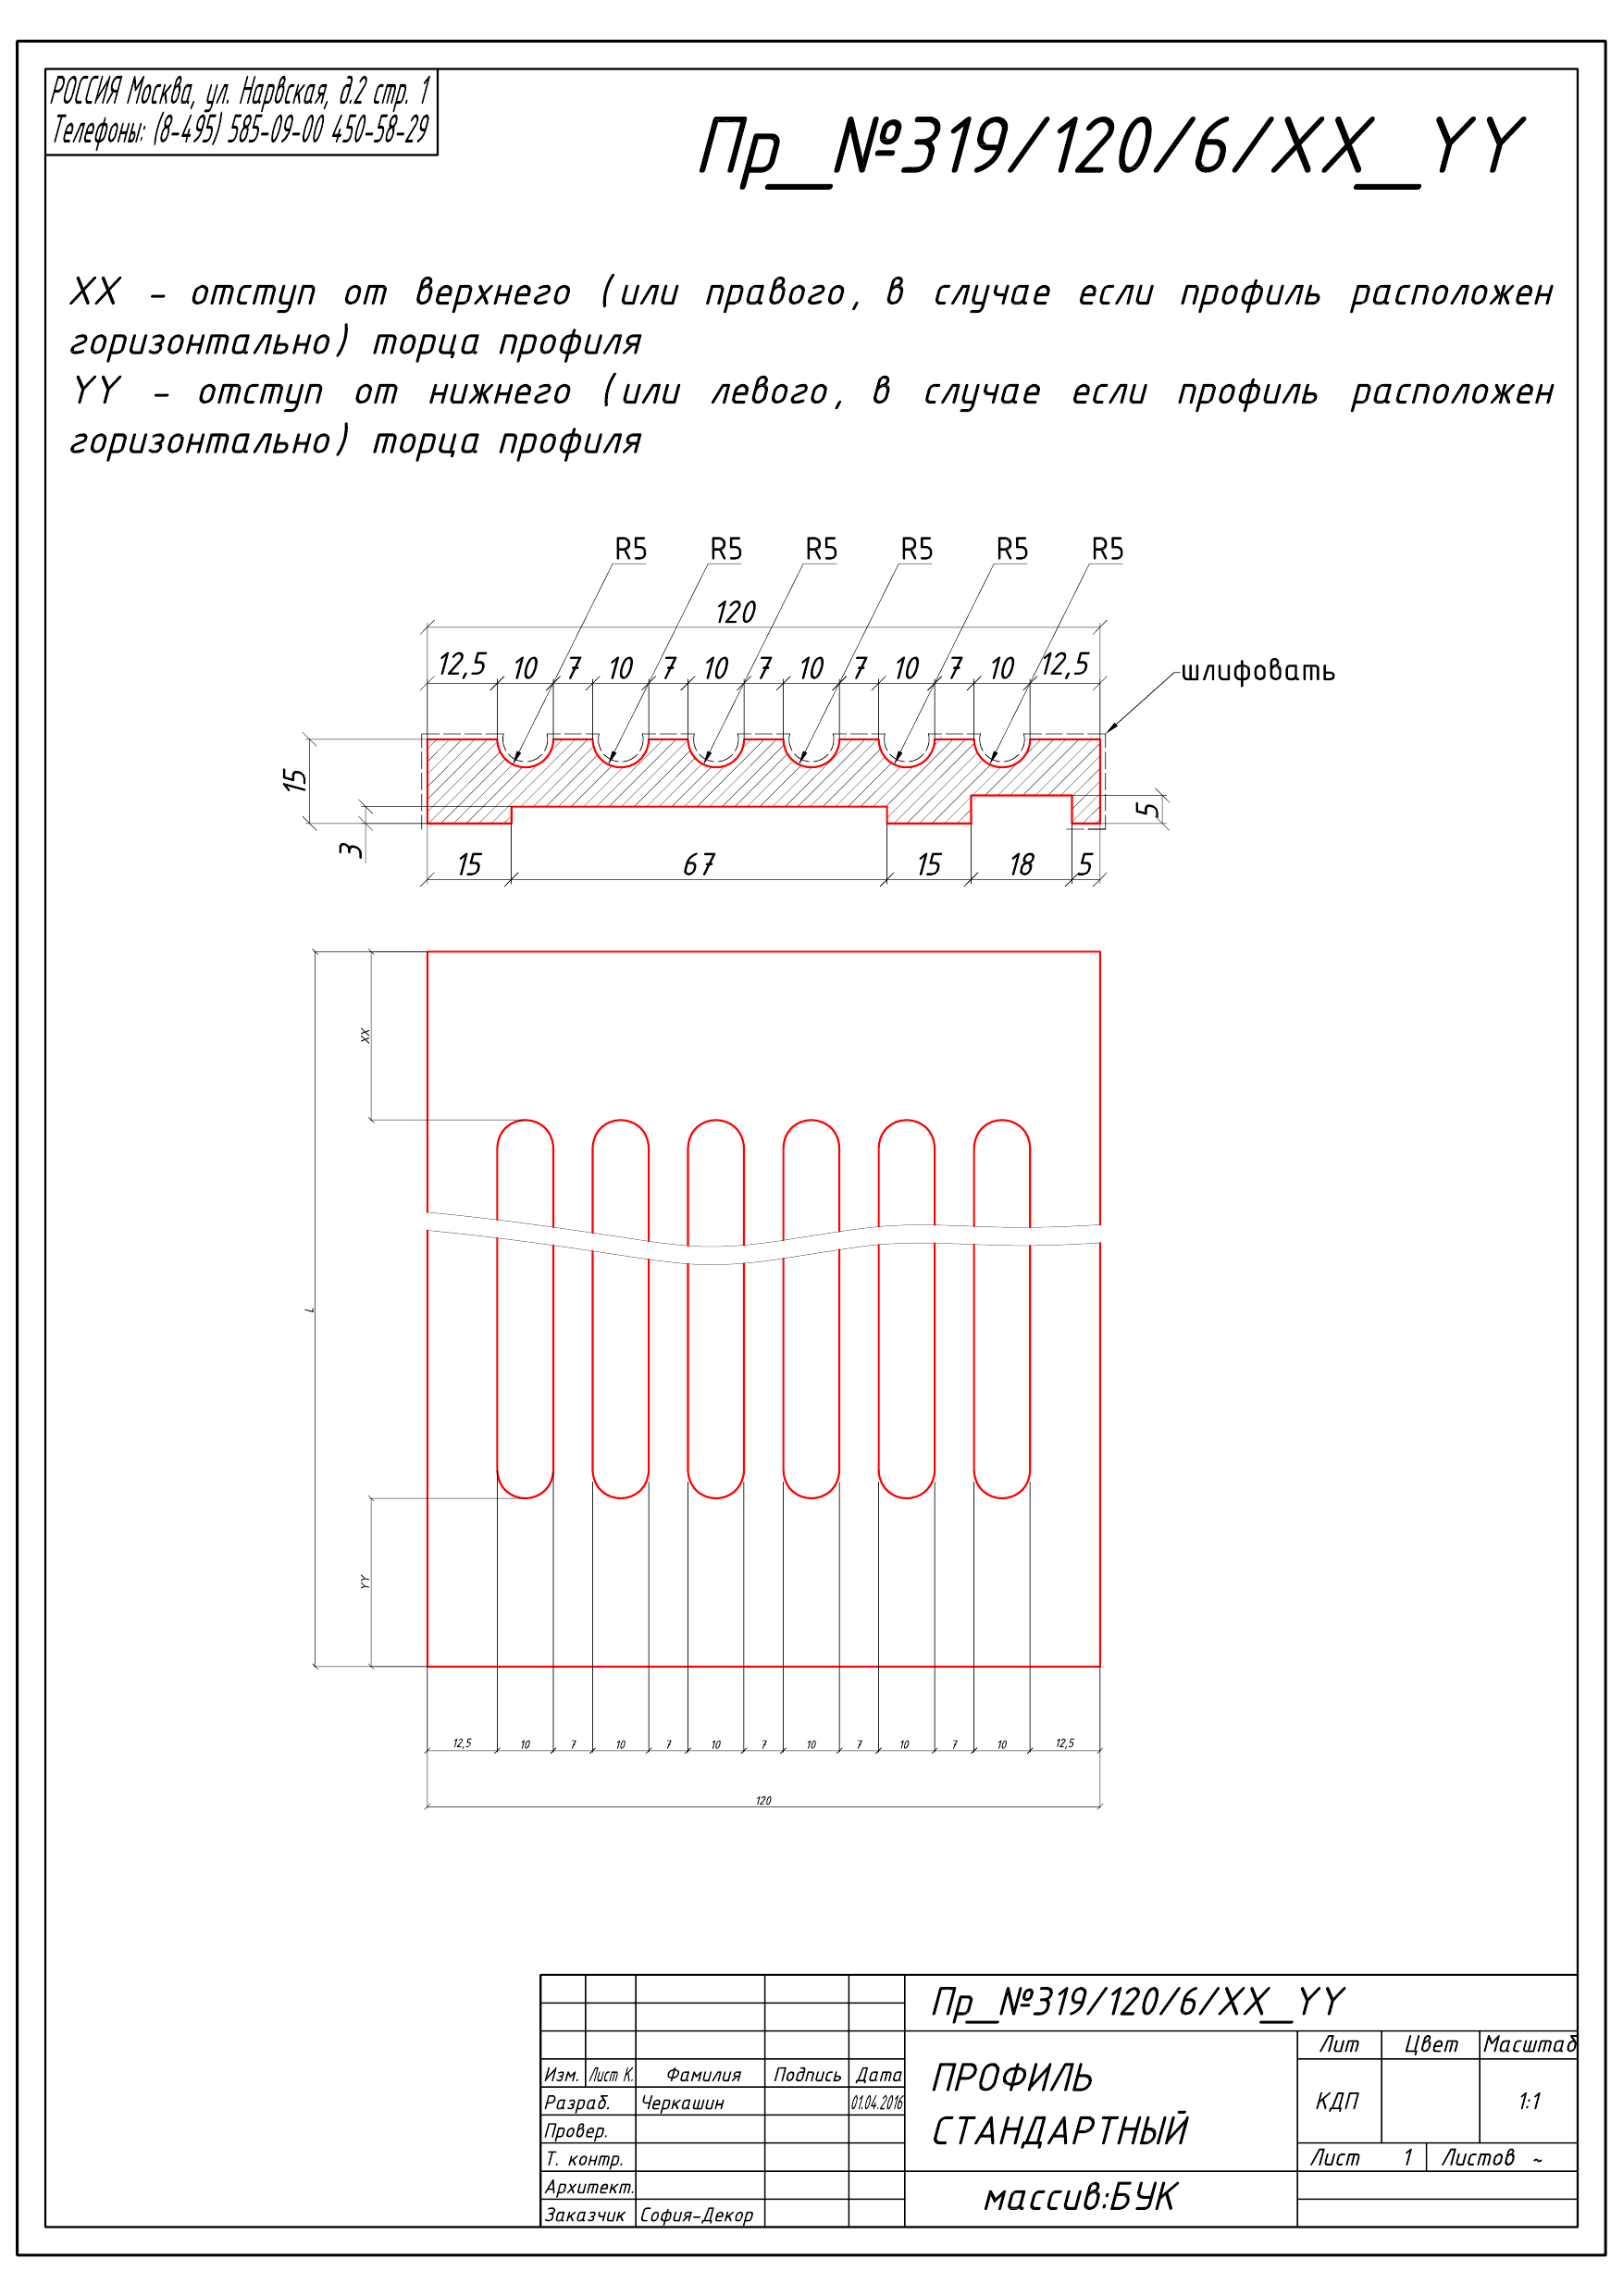 РОССИЯ Москва, ул. Нарвская, д.2 стр. 1
Телефоны: (8-495) 585-09-00 450-58-29
Пр__№319/120/6/XX__YY
XX - отступ от верхнего (или правого, в случае если профиль расположен
горизонтально) торца профиля
YY - отступ от нижнего (или левого, в случае если профиль расположен
горизонтально) торца профиля
R5 R5 R5 R5 R5 R5
120
12,5 10 7 10 7 10 7 10 7 10 7 10 12,5
шлифовать
15
5
3
15 67 15 18 5
XX
L
YY
12,5 10 7 10 7 10 7 10 7 10 7 10 12,5
120
Пр__№319/120/6/XX__YY
Лит Цвет Масштаб
Изм. Лист К. Фамилия Подпись Дата
ПРОФИЛЬ
Разраб. Черкашин 01.04.2016
КДП 1:1
СТАНДАРТНЫЙ
Провер.
Т. контр.
Лист 1 Листов ~
Архитект.
массив:БУК
Заказчик София-Декор